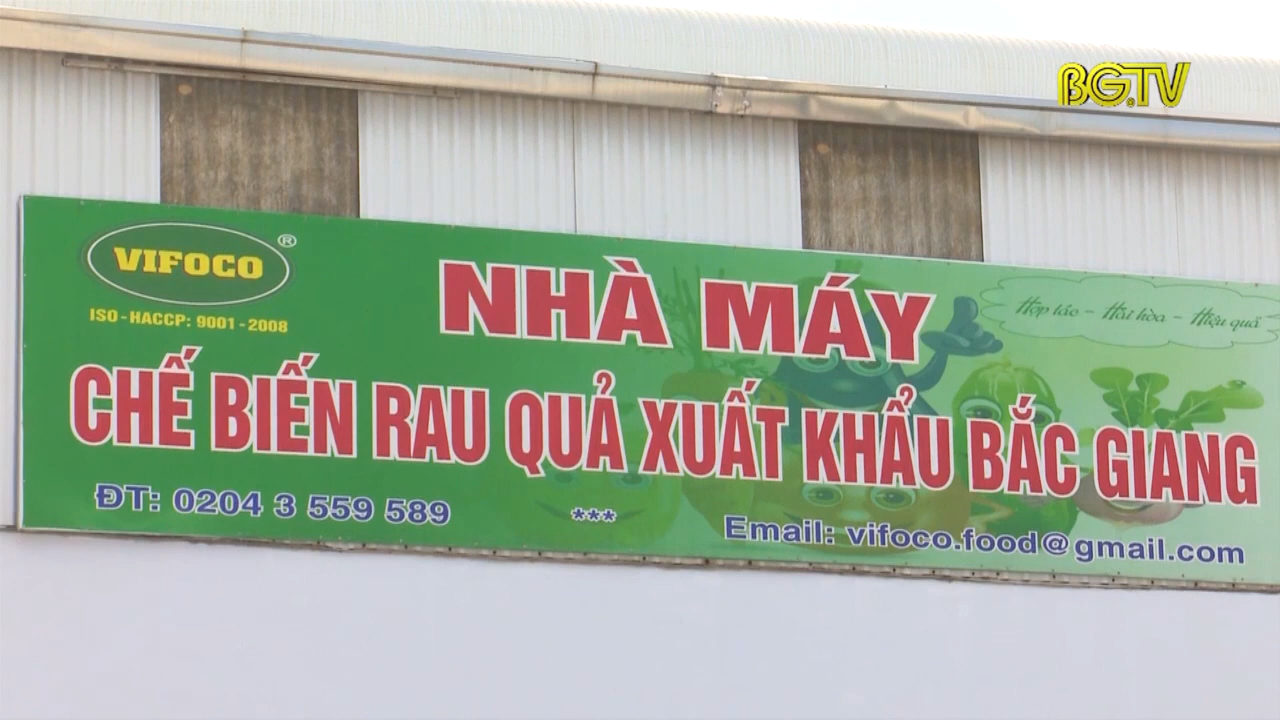 BGTV
VIFOCO ®
ISO - HACCP: 9001 - 2008
NHÀ MÁY
Hợp tác - Hài hòa - Hiệu quả
CHẾ BIẾN RAU QUẢ XUẤT KHẨU BẮC GIANG
ĐT: 0204 3 559 589
***
Email: vifoco.food@gmail.com